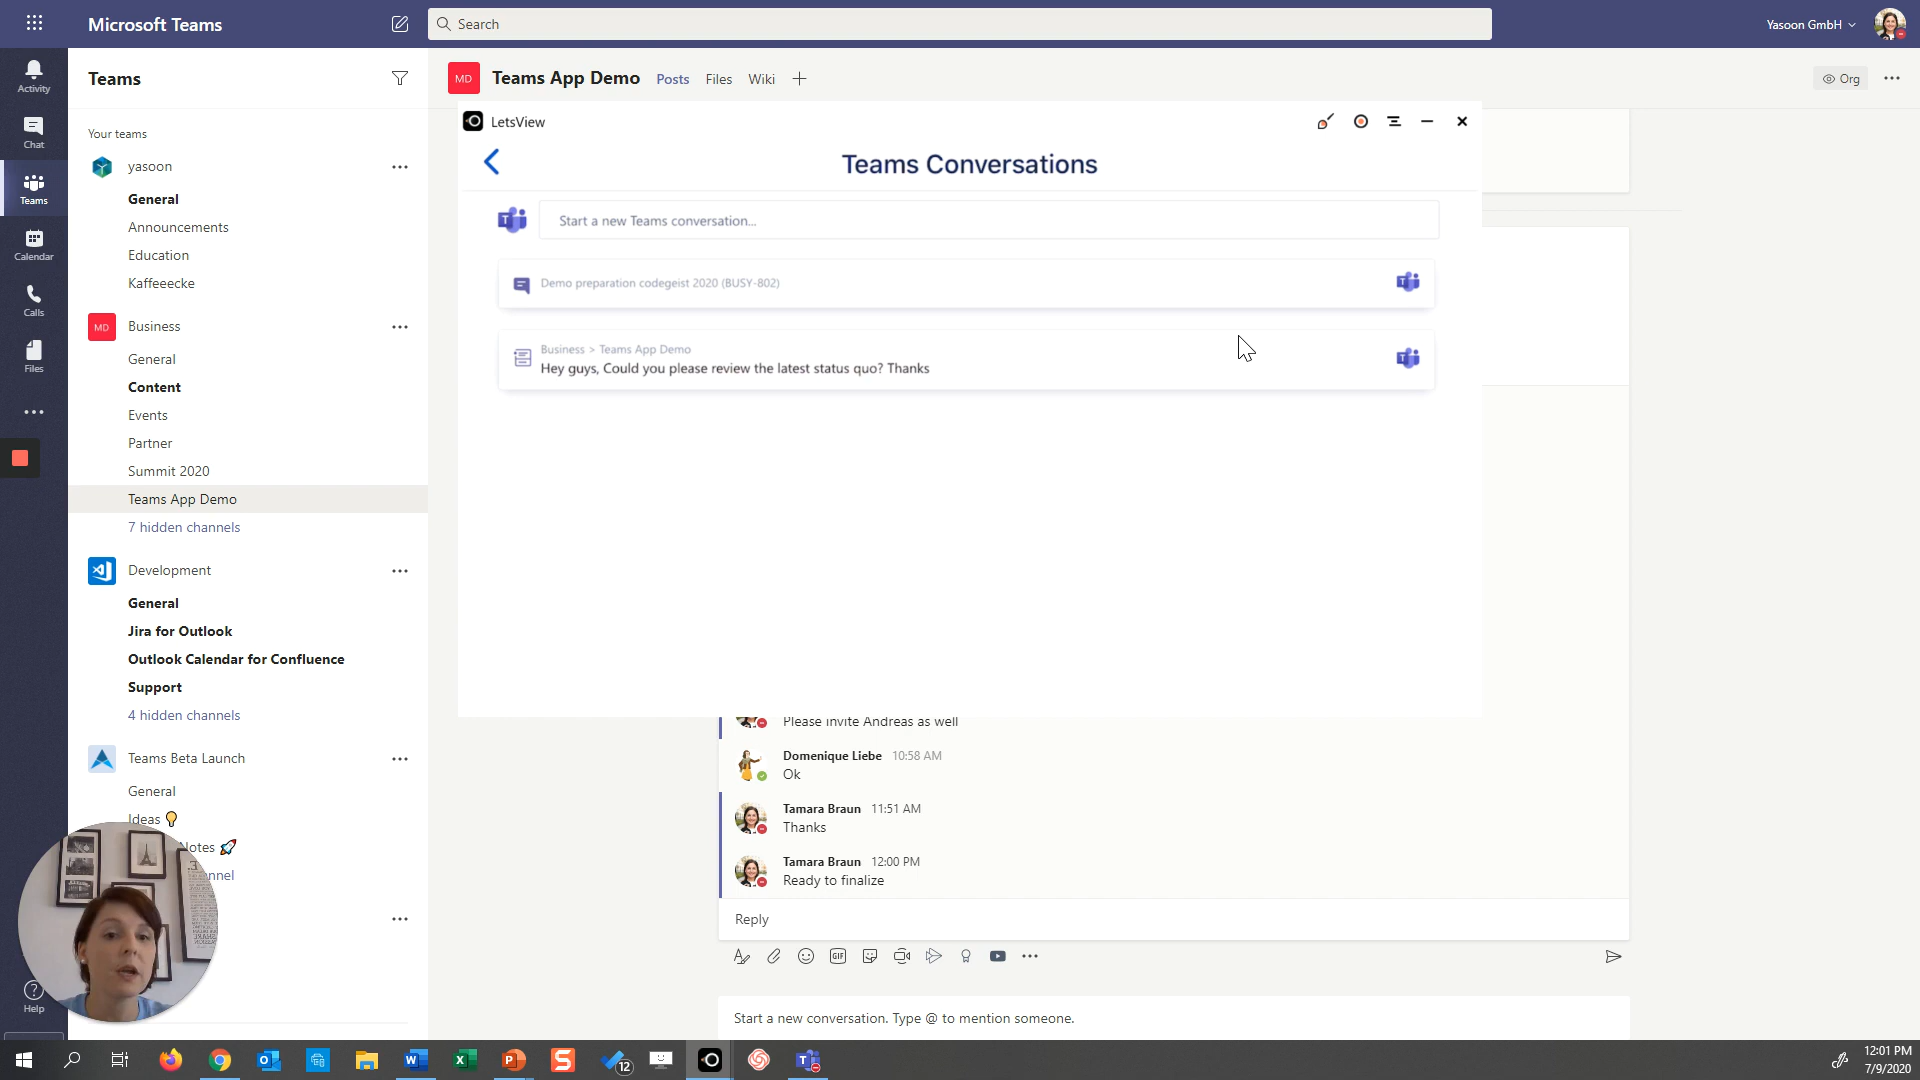 Microsoft Teams
Search
Yasoon GmbH
Activity
Chat
Teams
Calendar
Calls
Files
Help
Teams
Your teams
yasoon
General
Announcements
Education
Kaffeeecke
MD
Business
General
Content
Events
Partner
Summit 2020
Teams App Demo
7 hidden channels
Development
General
Jira for Outlook
Outlook Calendar for Confluence
Support
4 hidden channels
Teams Beta Launch
General
Ideas
Notes
MD
Teams App Demo
Posts
Files
Wiki
Org
LetsView
Teams Conversations
Start a new Teams conversation...
Demo preparation codegeist 2020 (BUSY-802)
Business > Teams App Demo
Hey guys, Could you please review the latest status quo? Thanks
Please invite Andreas as well
Domenique Liebe 10:58 AM
Ok
Tamara Braun 11:51 AM
Thanks
Tamara Braun 12:00 PM
Ready to finalize
Reply
GIF
Start a new conversation. Type @ to mention someone.
12
12:01 PM
7/9/2020